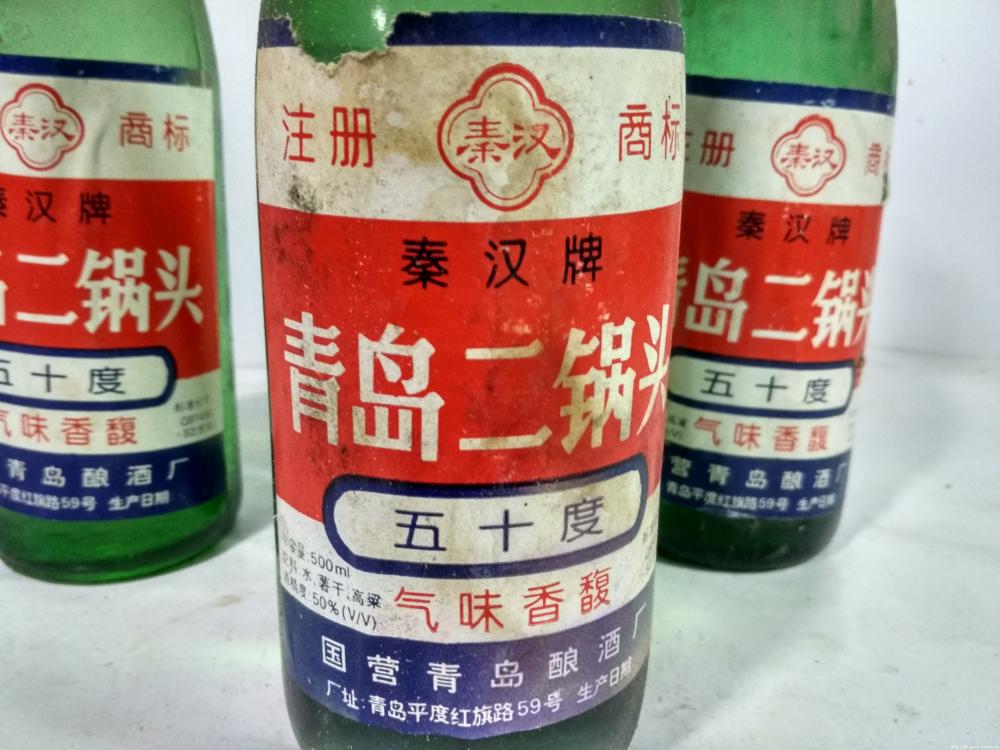 秦汉 商标
秦汉牌
二锅头
五十度
气味香馥
青岛酿酒厂
平度红旗路59号 生产日期
注册 秦汉 商标
秦汉牌
青岛二锅头
五十度
容量:500ml
水、薯干、高粱
度:50%(V/V)
气味香馥
国营青岛酿酒厂
厂址:青岛平度红旗路59号 生产日期
册 秦汉 商
秦汉牌
岛二锅
五十度
气味香馥
营青岛酿酒厂
青岛平度红旗路59号 生产日期